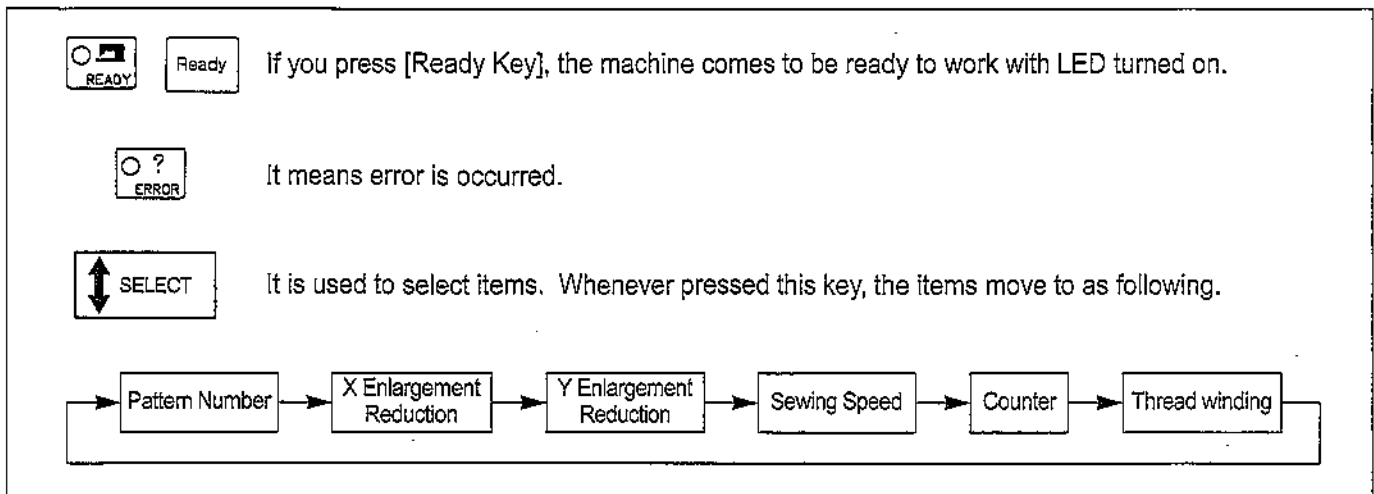 READY
Ready
If you press [Ready Key], the machine comes to be ready to work with LED turned on.
?
ERROR
It means error is occurred.
SELECT
It is used to select items. Whenever pressed this key, the items move to as following.
Pattern Number
X Enlargement
Reduction
Y Enlargement
Reduction
Sewing Speed
Counter
Thread winding